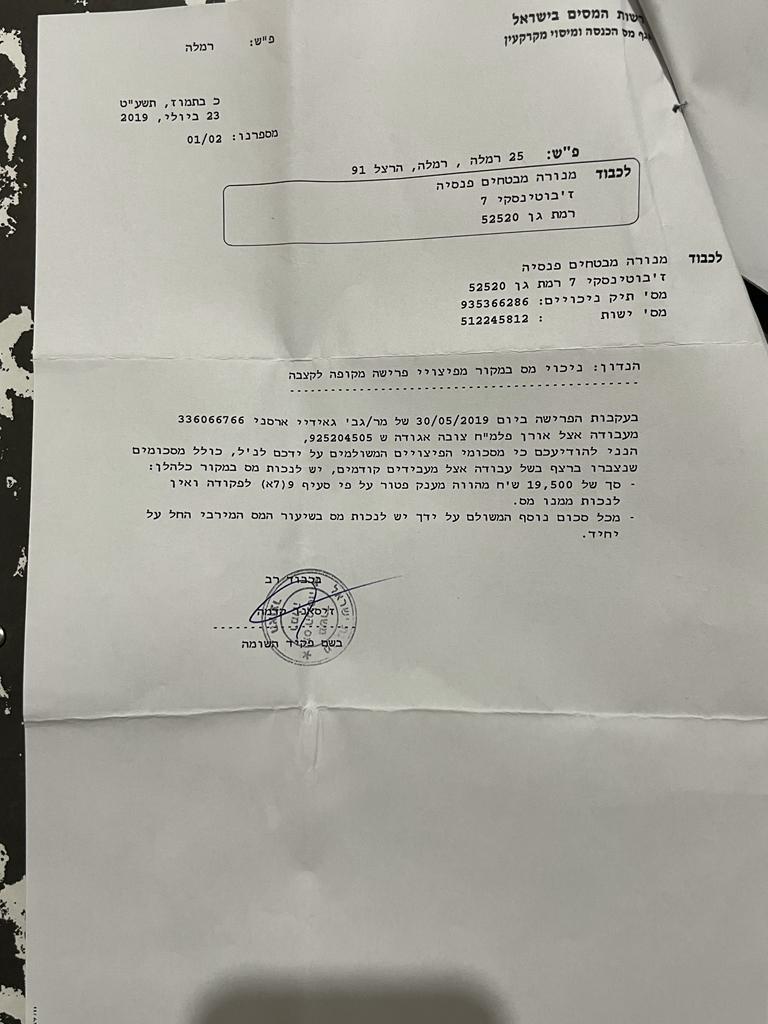 רשות המסים בישראל
אגף מס הכנסה ומיסוי מקרקעין
פ"ש: רמלה
כ בתמוז, תשע"ט
23 ביולי, 2019
מספרנו: 01/02
פ"ש: 25 רמלה , רמלה, הרצל 91
לכבוד מנורה מבטחים פנסיה
ז'בוטינסקי 7
רמת גן 52520
לכבוד מנורה מבטחים פנסיה
ז'בוטינסקי 7 רמת גן 52520
מס' תיק ניכויים: 935366286
מס' ישות : 512245812
הנדון: ניכוי מס במקור מפיצויי פרישה מקופה לקצבה
בעקבות הפרישה ביום 30/05/2019 של מר/גב' גאידיי ארסני 336066766
מעבודה אצל אורן פלמ"ח צובה אגודה ש 925204505,
הנני להודיעכם כי מסכומי הפיצויים המשולמים על ידכם לנ'ל, כולל מסכומים
שנצברו ברצף בשל עבודה אצל מעבידים קודמים, יש לנכות מס במקור כלהלן:
- סך של 19,500 ש'ח מהווה מענק פטור על פי סעיף 9(7א) לפקודה ואין
לנכות ממנו מס.
- מכל סכום נוסף המשולם על ידך יש לנכות מס בשיעור המס המירבי החל על
יחיד.
בכבוד רב
בשם פקיד השומה